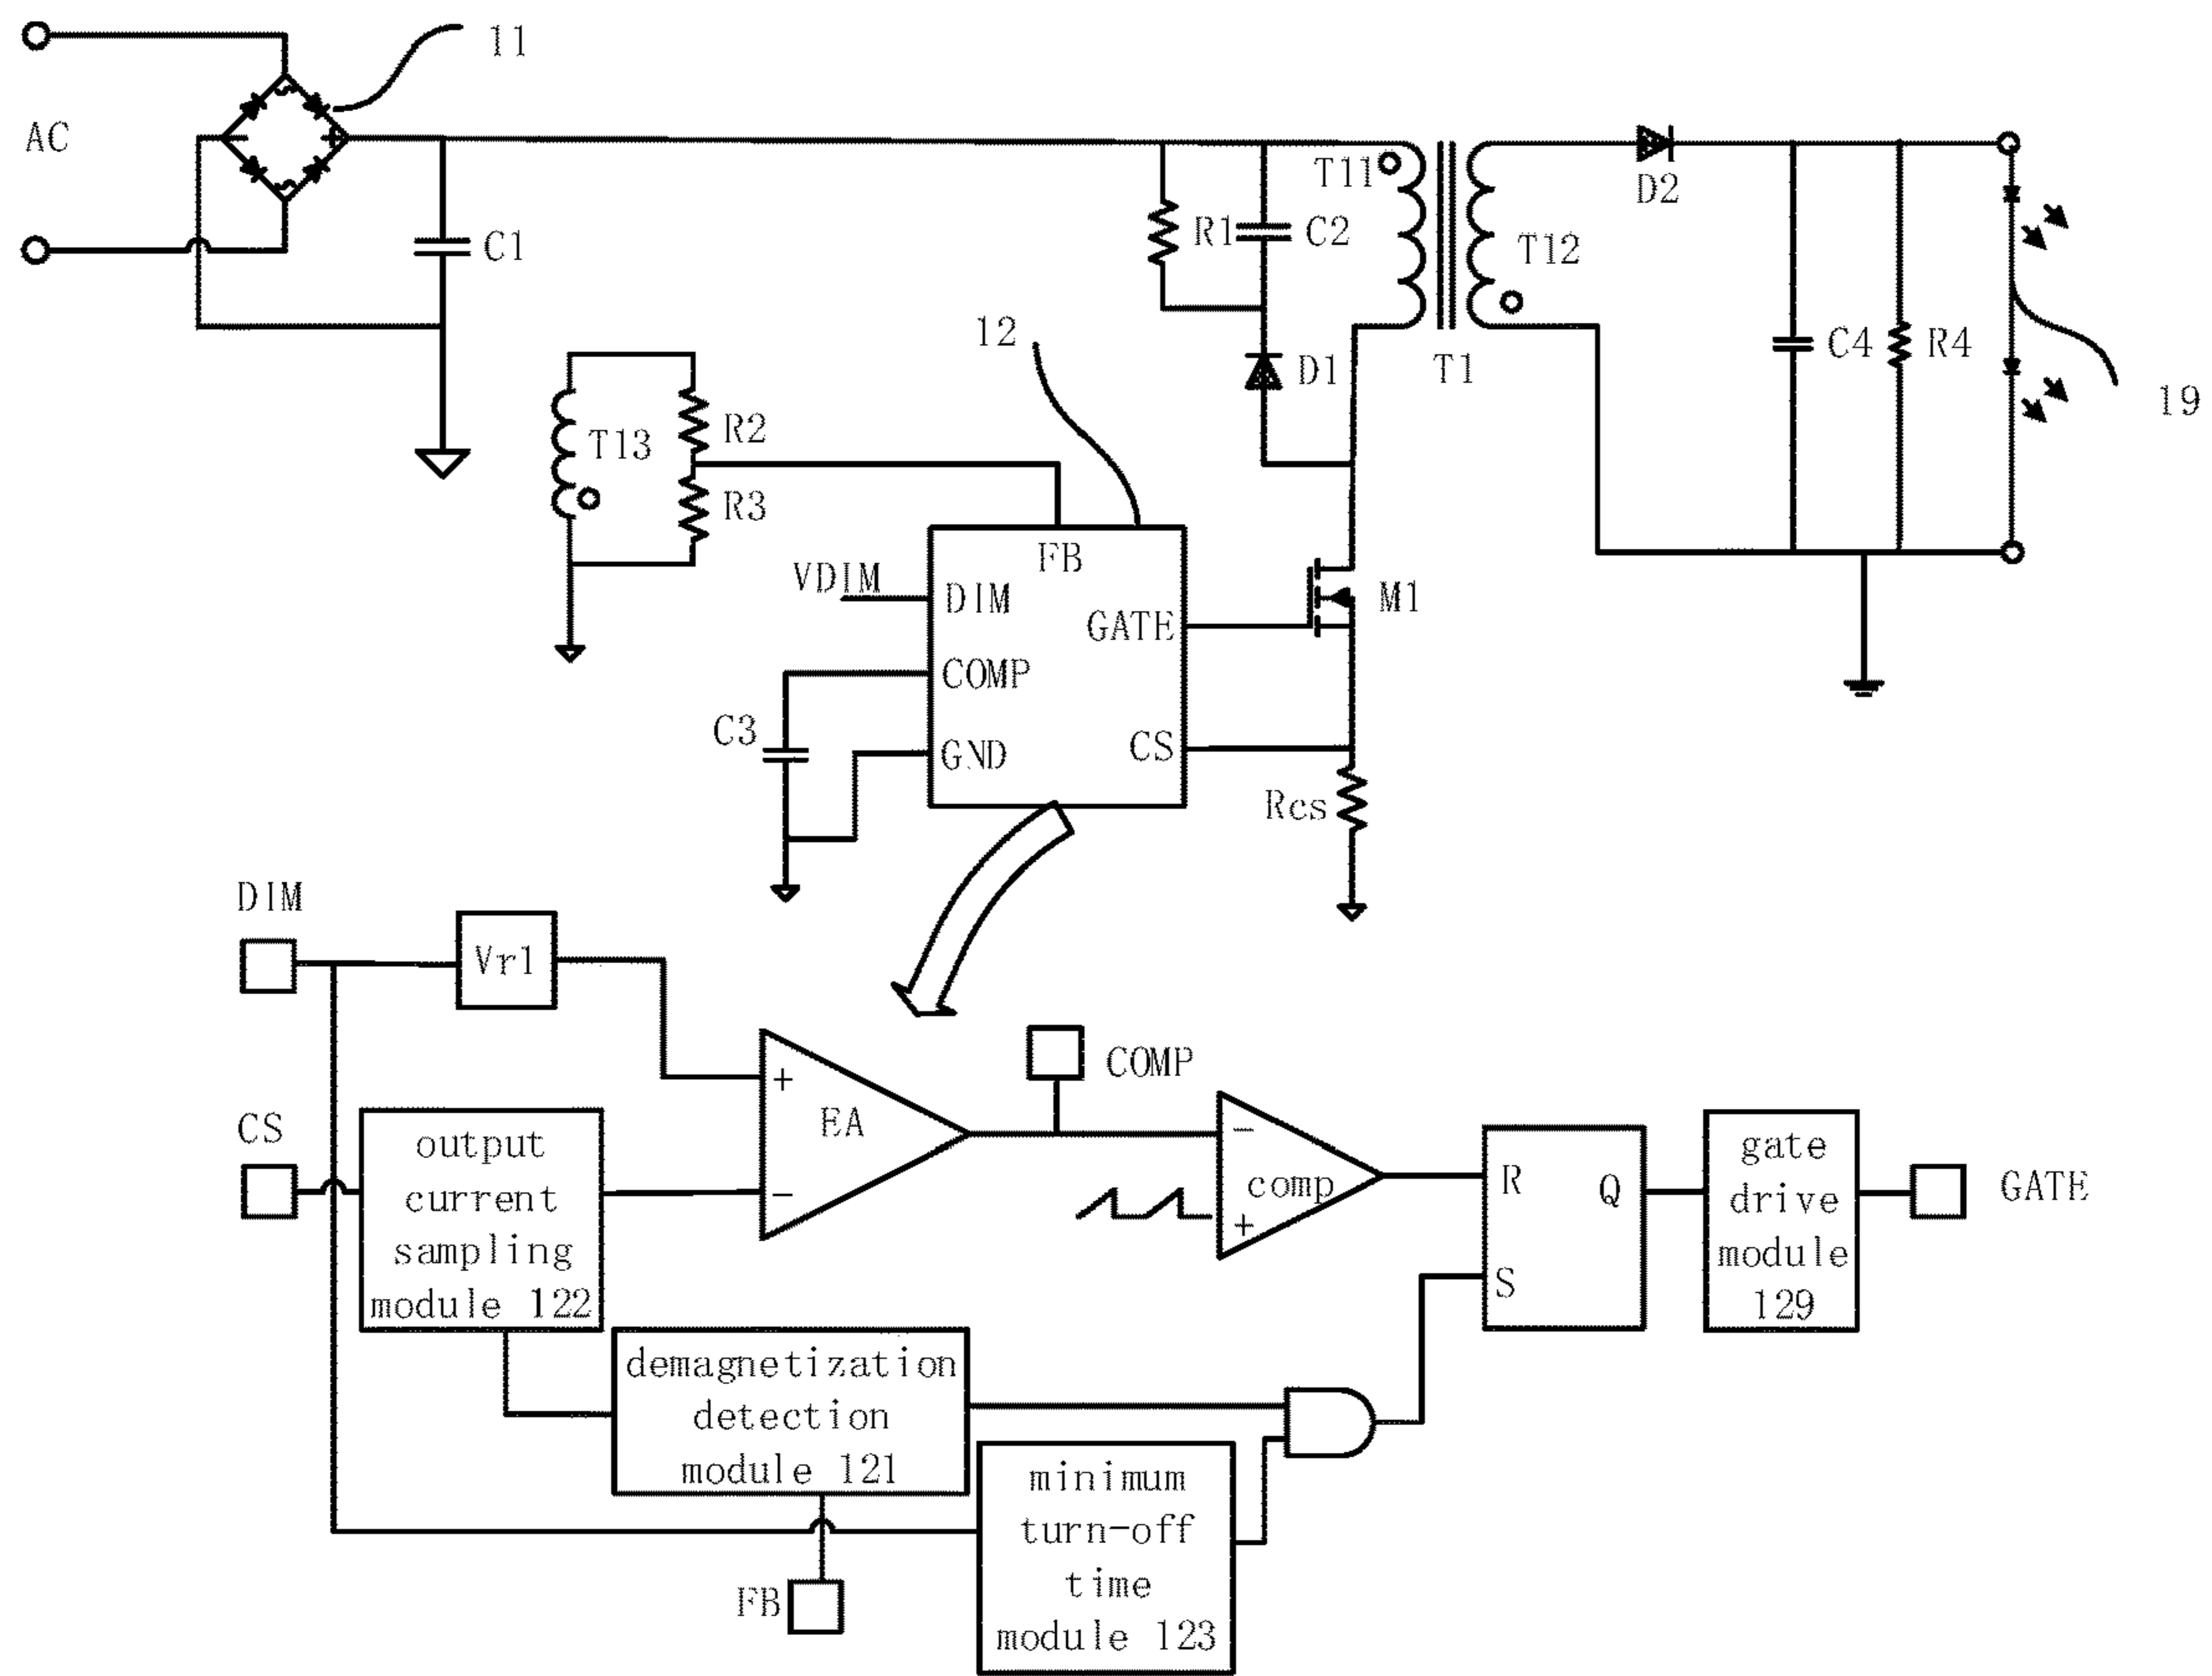 11
AC
C1
R1
C2
T11
T12
T1
D2
C4
R4
19
D1
12
T13
R2
R3
FB
VDIM
DIM
GATE
COMP
GND
CS
M1
C3
Rcs
DIM
Vr1
+
EA
−
COMP
CS
output
current
sampling
module 122
−
comp
+
R
Q
S
gate
drive
module
129
GATE
demagnetization
detection
module 121
minimum
turn-off
time
module 123
FB